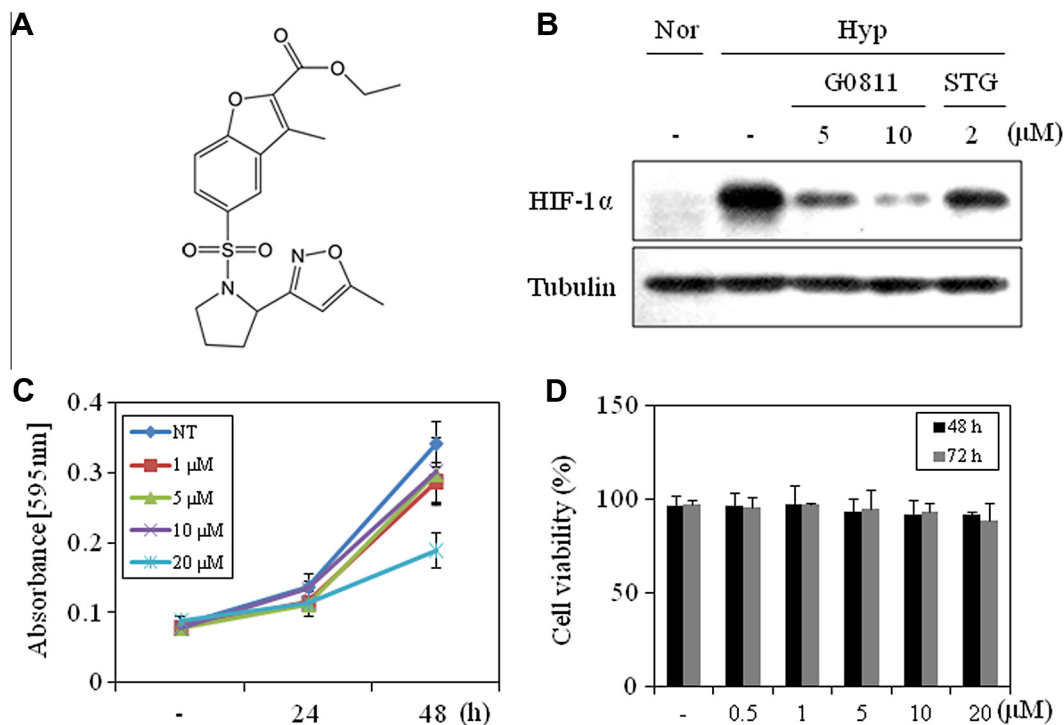 A
O
O
O
O
S
O
N
N
O
B
Nor
Hyp
G0811
STG
-
-
5
10
2
(μM)
HIF-1α
Tubulin
C
Absorbance [595nm]
0.4
0.3
0.2
0.1
0
NT
1 μM
5 μM
10 μM
20 μM
-
24
48
(h)
D
Cell viability (%)
150
100
50
0
48 h
72 h
-
0.5
1
5
10
20
(μM)